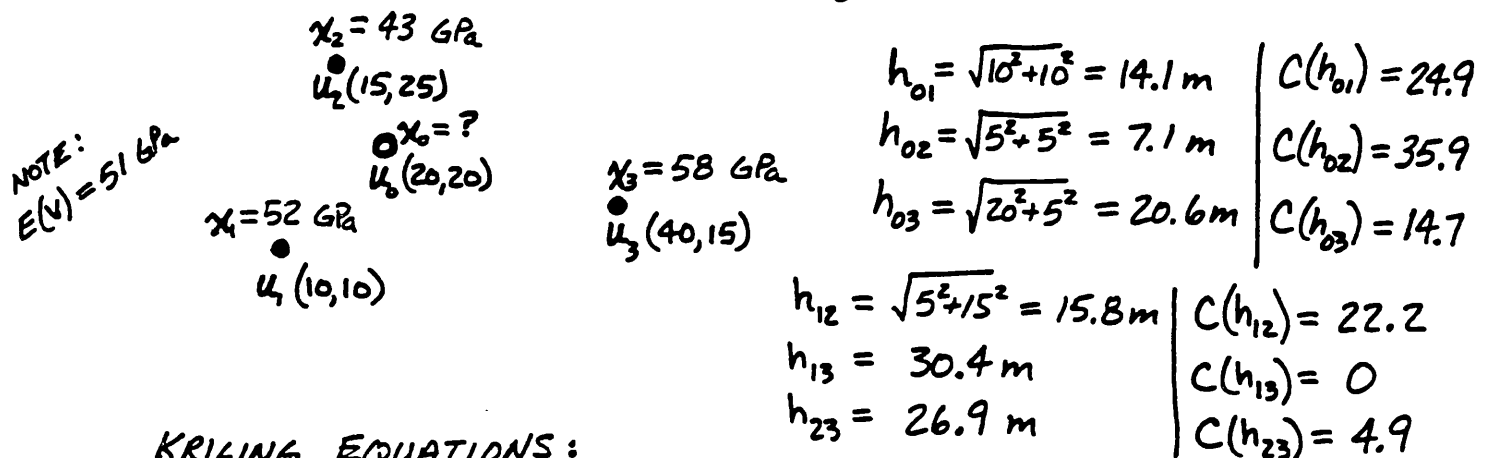 x₂ = 43 GPa
u₂(15,25)
x₀ = ?
u₀(20,20)
NOTE:
E(V) = 51 GPa
x₁ = 52 GPa
u₁(10,10)
x₃ = 58 GPa
u₃(40,15)
h₀₁ = √10²+10² = 14.1 m | C(h₀₁) = 24.9
h₀₂ = √5²+5² = 7.1 m | C(h₀₂) = 35.9
h₀₃ = √20²+5² = 20.6 m | C(h₀₃) = 14.7
h₁₂ = √5²+15² = 15.8 m | C(h₁₂) = 22.2
h₁₃ = 30.4 m | C(h₁₃) = 0
h₂₃ = 26.9 m | C(h₂₃) = 4.9
KRIGING EQUATIONS: